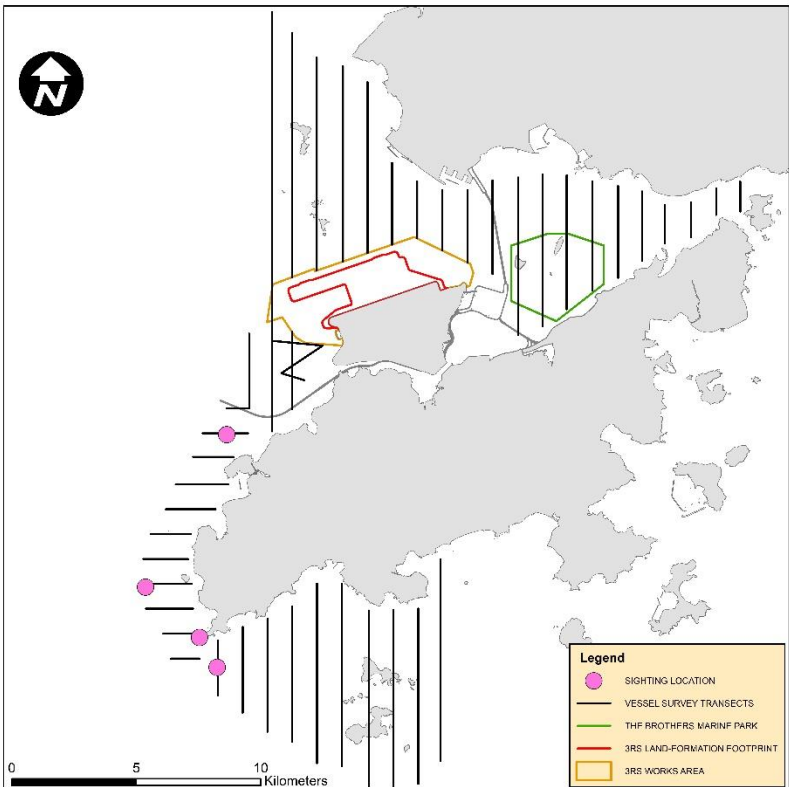 N
Legend
SIGHTING LOCATION
VESSEL SURVEY TRANSECTS
THE BROTHERS MARINE PARK
3RS LAND-FORMATION FOOTPRINT
3RS WORKS AREA
0 5 10
Kilometers